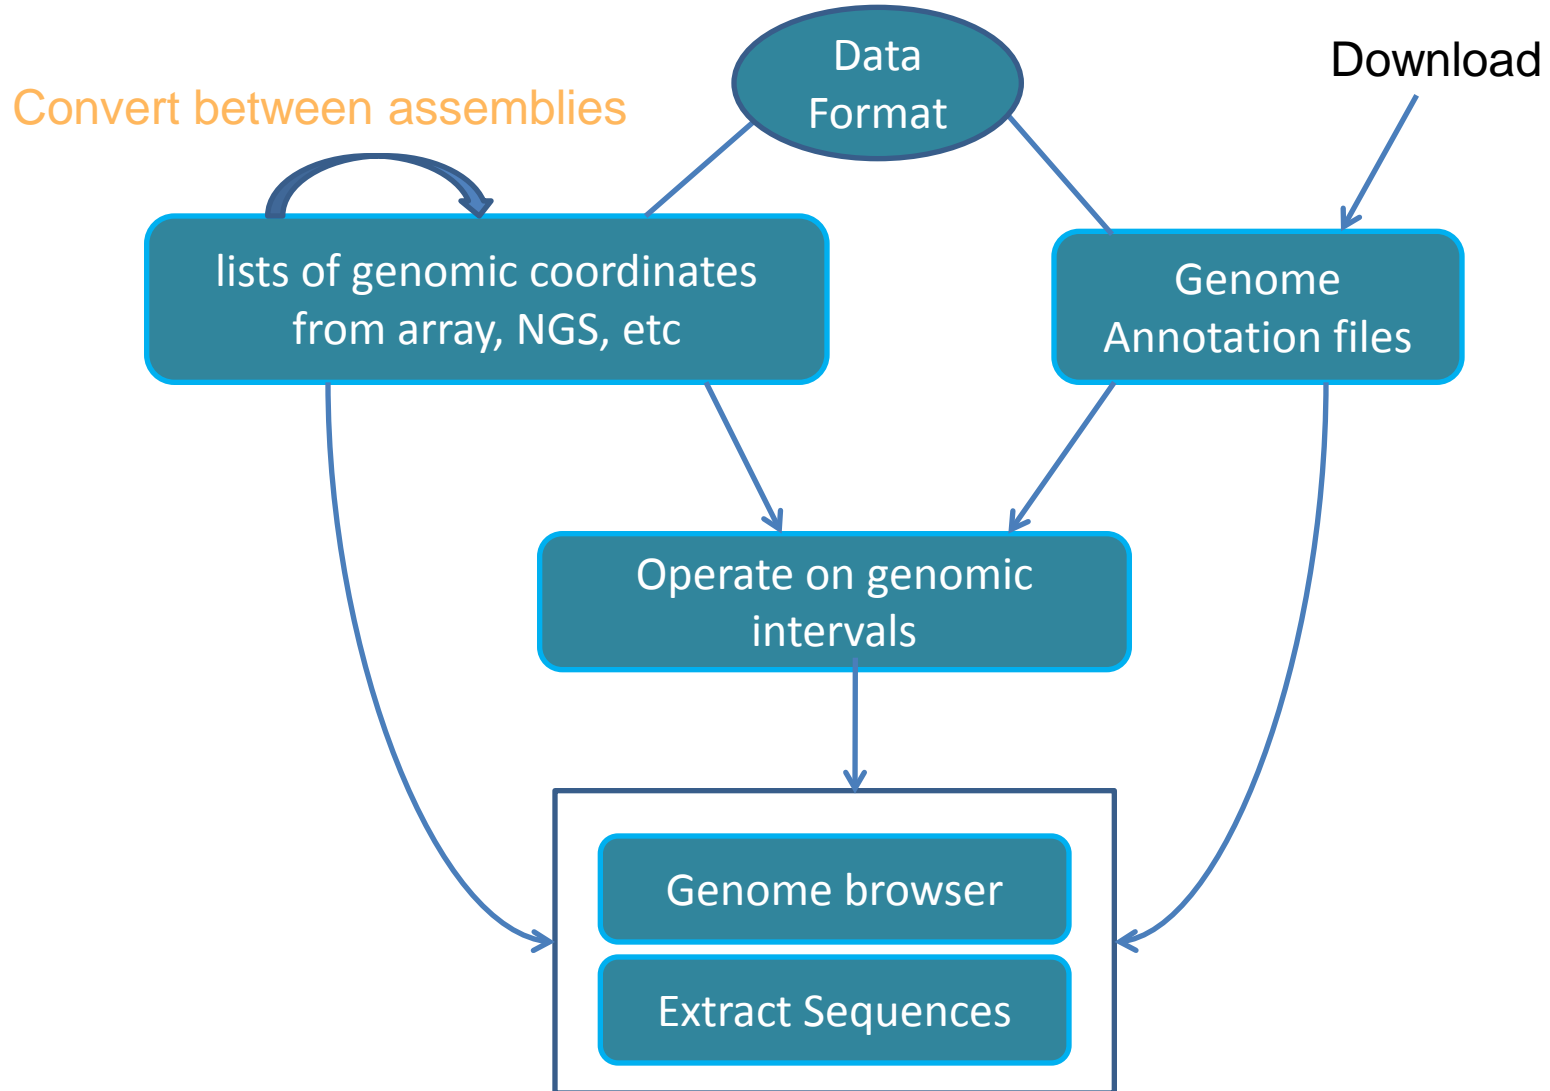 Data
Format
Download
Convert between assemblies
lists of genomic coordinates
from array, NGS, etc
Genome
Annotation files
Operate on genomic
intervals
Genome browser
Extract Sequences